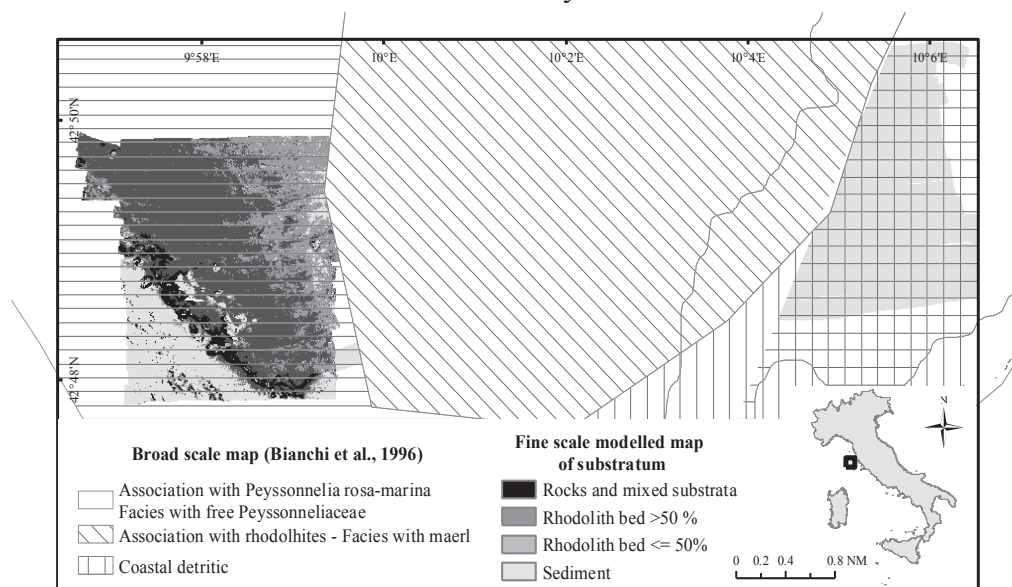 9°58'E 10°E 10°2'E 10°4'E 10°6'E
42°50'N
42°48'N
Broad scale map (Bianchi et al., 1996)
Association with Peyssonnelia rosa-marina
Facies with free Peyssonneliaceae
Association with rhodolhites - Facies with maerl
Coastal detritic
Fine scale modelled map
of substratum
Rocks and mixed substrata
Rhodolith bed >50 %
Rhodolith bed <= 50%
Sediment
N
0 0.2 0.4 0.8 NM